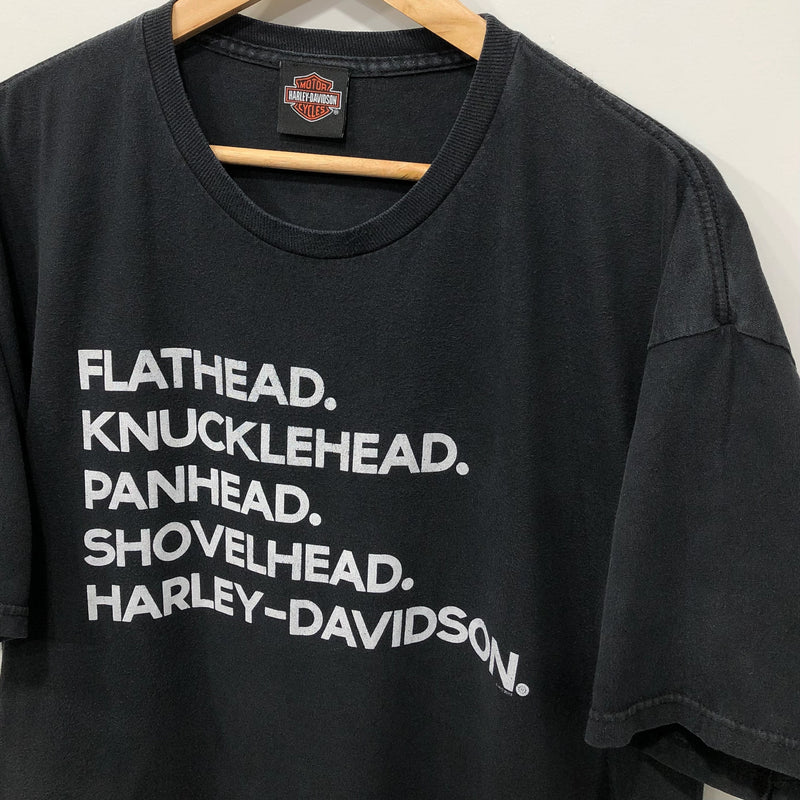 MOTOR
HARLEY-DAVIDSON
CYCLES
FLATHEAD.
KNUCKLEHEAD.
PANHEAD.
SHOVELHEAD.
HARLEY-DAVIDSON.